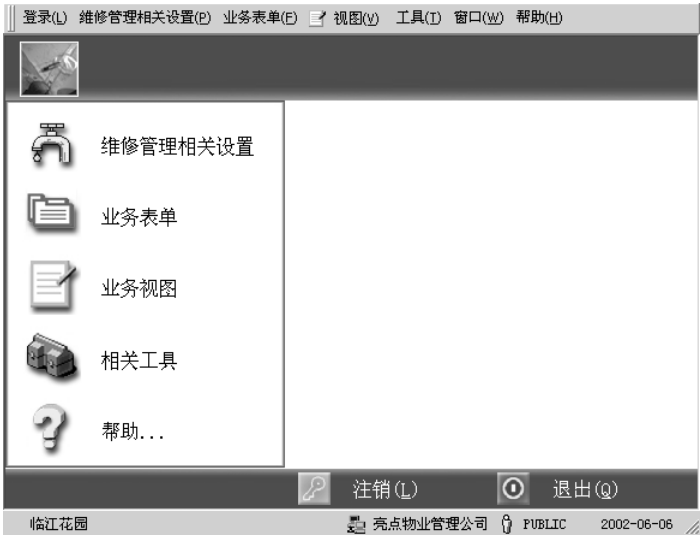 登录(L) 维修管理相关设置(P) 业务表单(F) 视图(V) 工具(T) 窗口(W) 帮助(H)
维修管理相关设置
业务表单
业务视图
相关工具
帮助...
注销(L) 退出(Q)
临江花园 亮点物业管理公司 PUBLIC 2002-06-06